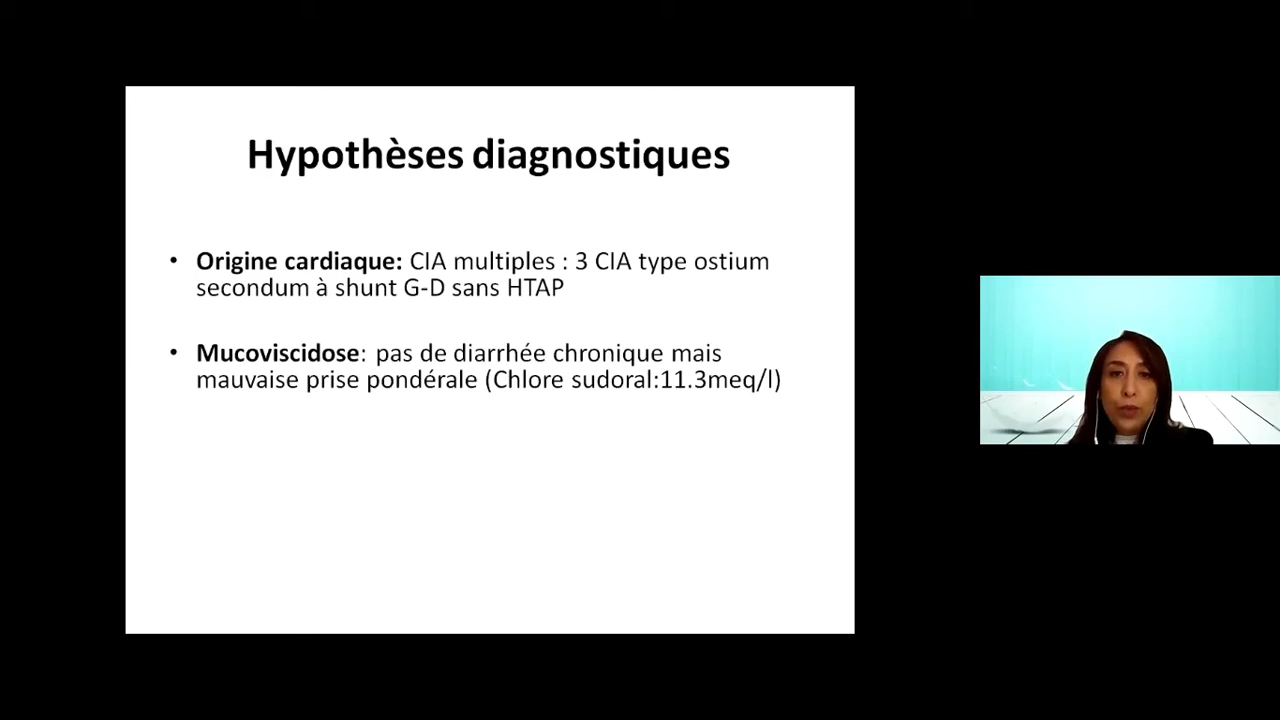 Hypothèses diagnostiques
• Origine cardiaque: CIA multiples : 3 CIA type ostium
secondum à shunt G-D sans HTAP
• Mucoviscidose: pas de diarrhée chronique mais
mauvaise prise pondérale (Chlore sudoral:11.3meq/l)